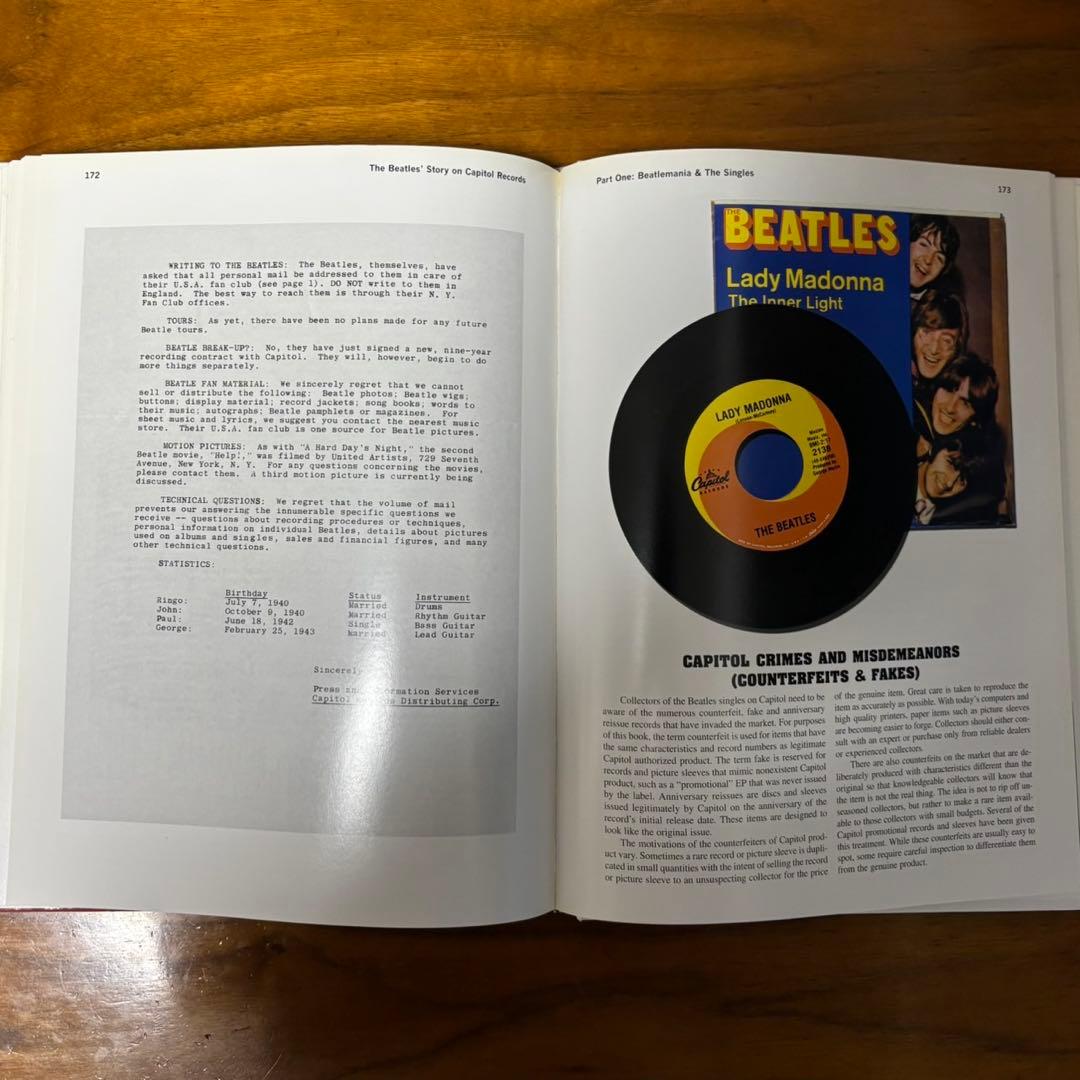 172
The Beatles' Story on Capitol Records
WRITING TO THE BEATLES: The Beatles, themselves, have
asked that all personal mail be addressed to them in care of
their U.S.A. fan club (see page 1). DO NOT write to them in
England. The best way to reach them is through their N. Y.
Fan Club offices.
TOURS: As yet, there have been no plans made for any future
Beatle tours.
BEATLE BREAK-UP?: No, they have just signed a new, nine-year
recording contract with Capitol. They will, however, begin to do
more things separately.
BEATLE FAN MATERIAL: We sincerely regret that we cannot
sell or distribute the following: Beatle photos; Beatle wigs;
buttons; display material; record jackets; song books; words to
their music; autographs; Beatle pamphlets or magazines. For
sheet music and lyrics, we suggest you contact the nearest music
store. Their U.S.A. fan club is one source for Beatle pictures.
MOTION PICTURES: As with "A Hard Day's Night," the second
Beatle movie, "Help!," was filmed by United Artists, 729 Seventh
Avenue, New York, N. Y. For any questions concerning the movies,
please contact them. A third motion picture is currently being
discussed.
TECHNICAL QUESTIONS: We regret that the volume of mail
prevents our answering the innumerable specific questions we
receive -- questions about recording procedures or techniques,
personal information on individual Beatles, details about pictures
used on albums and singles, sales and financial figures, and many
other technical questions.
STATISTICS:
Birthday Status Instrument
Ringo: July 7, 1940 Married Drums
John: October 9, 1940 Married Rhythm Guitar
Paul: June 18, 1942 Single Bass Guitar
George: February 25, 1943 Married Lead Guitar
Sincerely
Press and Information Services
Capitol Records Distributing Corp.
Part One: Beatlemania & The Singles
173
THE
BEATLES
Lady Madonna
The Inner Light
LADY MADONNA
(Lennon-McCartney)
Maclen
Music, Inc.
BMI-2:17
2138
Produced by
George Martin
Capitol
RECORDS
THE BEATLES
CAPITOL CRIMES AND MISDEMEANORS
(COUNTERFEITS & FAKES)
Collectors of the Beatles singles on Capitol need to be
aware of the numerous counterfeit, fake and anniversary
reissue records that have invaded the market. For purposes
of this book, the term counterfeit is used for items that have
the same characteristics and record numbers as legitimate
Capitol authorized product. The term fake is reserved for
records and picture sleeves that mimic nonexistent Capitol
product, such as a "promotional" EP that was never issued
by the label. Anniversary reissues are discs and sleeves
issued legitimately by Capitol on the anniversary of the
record's initial release date. These items are designed to
look like the original issue.
The motivations of the counterfeiters of Capitol prod-
uct vary. Sometimes a rare record or picture sleeve is dupli-
cated in small quantities with the intent of selling the record
or picture sleeve to an unsuspecting collector for the price
of the genuine item. Great care is taken to reproduce the
item as accurately as possible. With today's computers and
high quality printers, paper items such as picture sleeves
are becoming easier to forge. Collectors should either con-
sult with an expert or purchase only from reliable dealers
or experienced collectors.
There are also counterfeits on the market that are de-
liberately produced with characteristics different than the
original so that knowledgeable collectors will know that
the item is not the real thing. The idea is not to rip off un-
seasoned collectors, but rather to make a rare item avail-
able to those collectors with small budgets. Several of the
Capitol promotional records and sleeves have been given
this treatment. While these counterfeits are usually easy to
spot, some require careful inspection to differentiate them
from the genuine product.